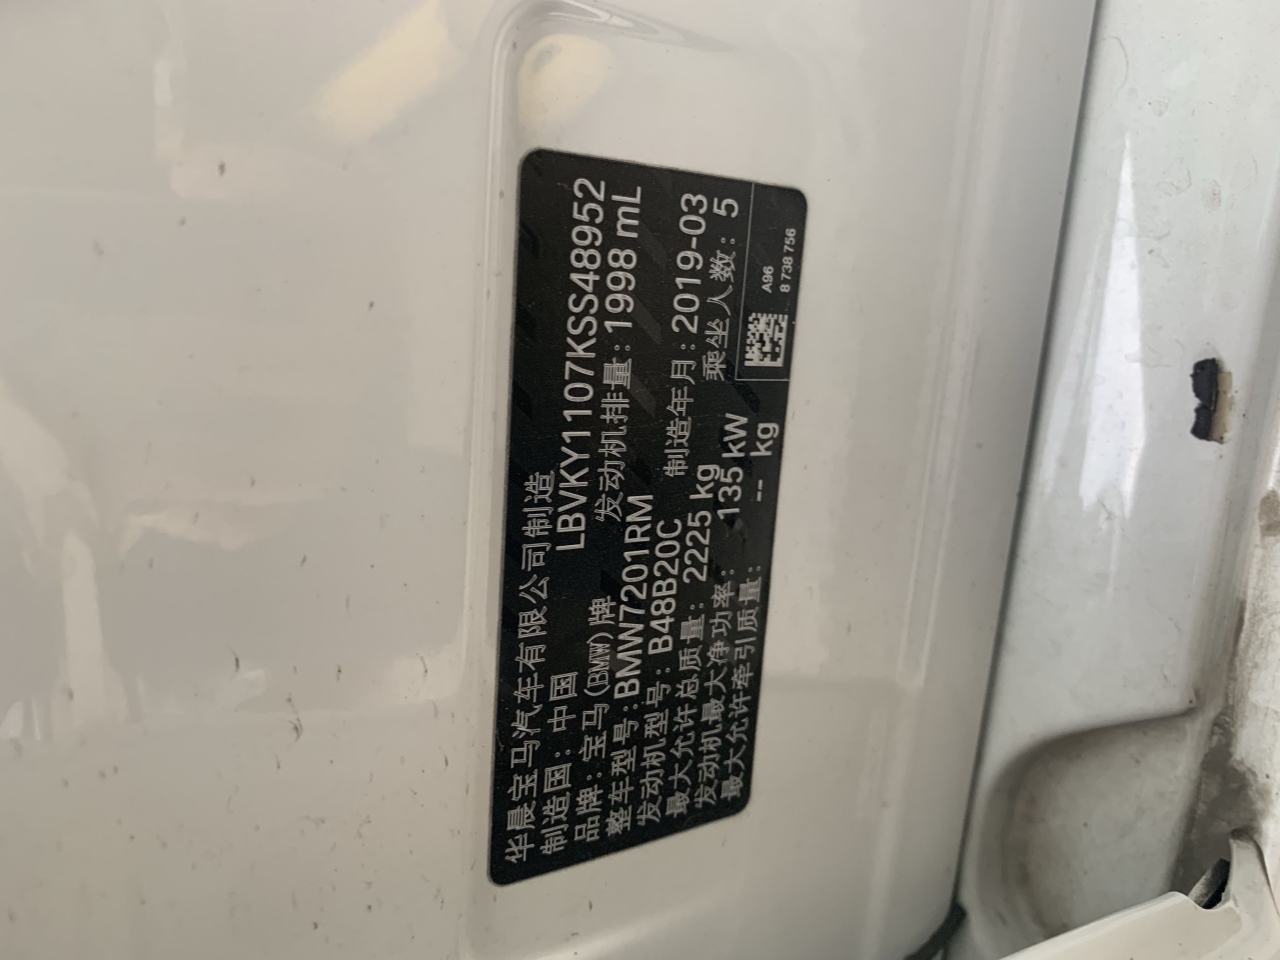 华晨宝马汽车有限公司制造
制造国：中国 LBVKY1107KSS48952
品牌：宝马(BMW)牌 发动机排量：1998 mL
整车型号：BMW7201RM
发动机型号：B48B20C 制造年月：2019-03
最大允许总质量：2225 kg 乘坐人数：5
发动机最大净功率：135 kW
最大允许牵引质量：-- kg
A96
8 738 756